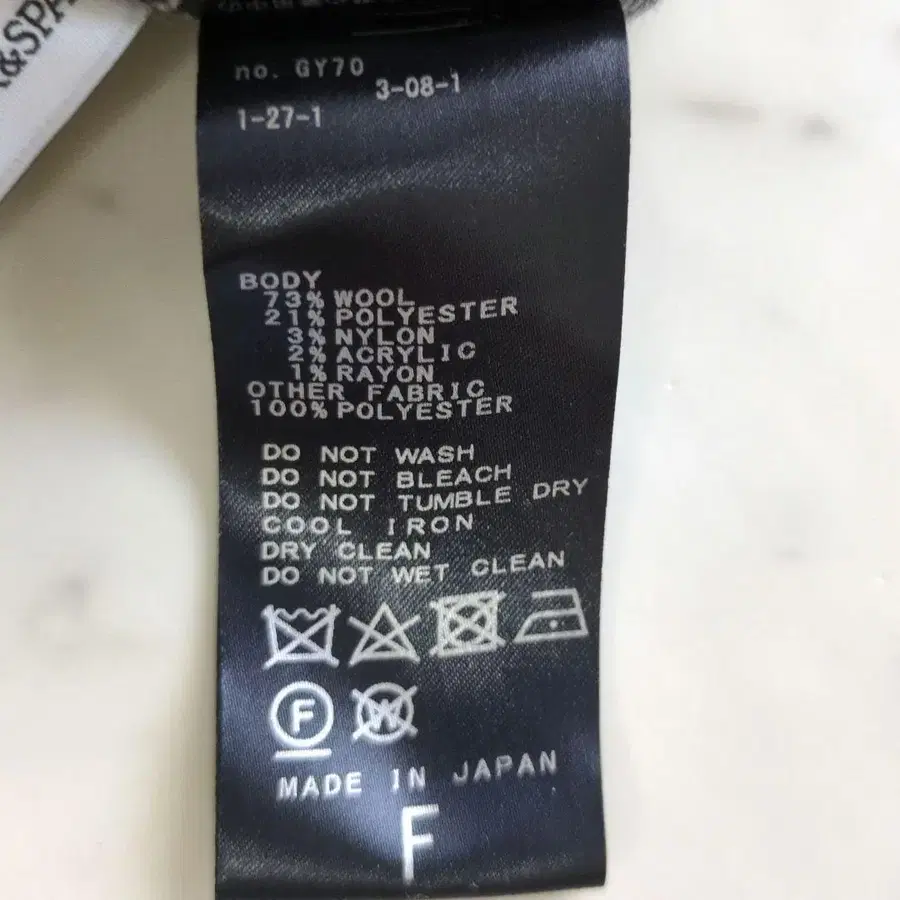 &SPA
no. GY70
3-08-1
1-27-1
BODY
73% WOOL
21% POLYESTER
3% NYLON
2% ACRYLIC
1% RAYON
OTHER FABRIC
100% POLYESTER
DO NOT WASH
DO NOT BLEACH
DO NOT TUMBLE DRY
COOL IRON
DRY CLEAN
DO NOT WET CLEAN
F W
MADE IN JAPAN
F